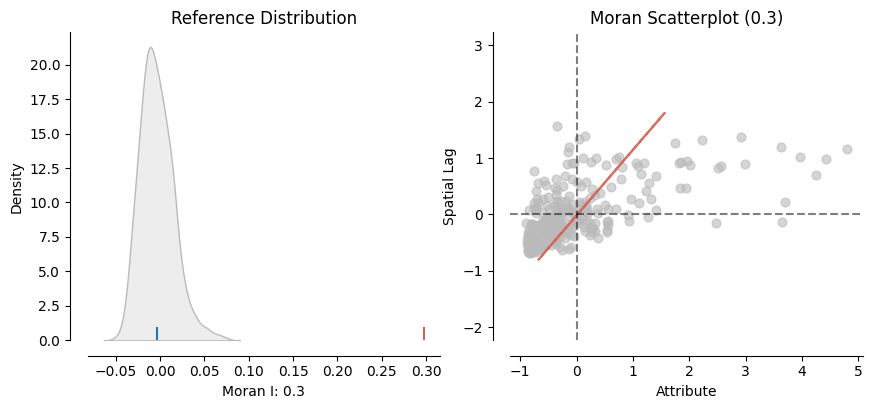 Reference Distribution
Density
20.0
17.5
15.0
12.5
10.0
7.5
5.0
2.5
0.0
−0.05 0.00 0.05 0.10 0.15 0.20 0.25 0.30
Moran I: 0.3
Moran Scatterplot (0.3)
Spatial Lag
3
2
1
0
−1
−2
−1 0 1 2 3 4 5
Attribute